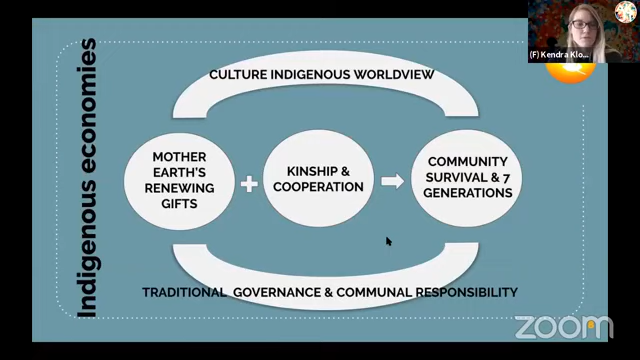 (F) Kendra Klo...
Indigenous economies
CULTURE INDIGENOUS WORLDVIEW
MOTHER
EARTH'S
RENEWING
GIFTS
+
KINSHIP &
COOPERATION
COMMUNITY
SURVIVAL & 7
GENERATIONS
TRADITIONAL GOVERNANCE & COMMUNAL RESPONSIBILITY
zoom